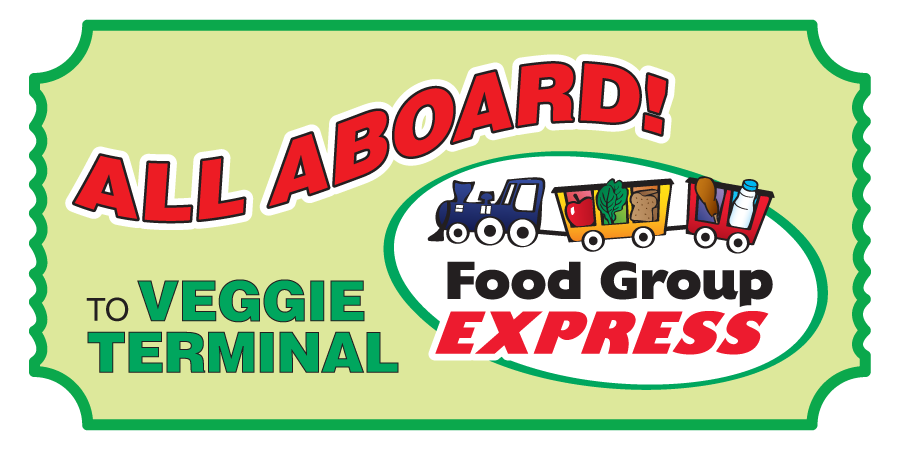 ALL ABOARD!
TO VEGGIE
TERMINAL
Food Group
EXPRESS